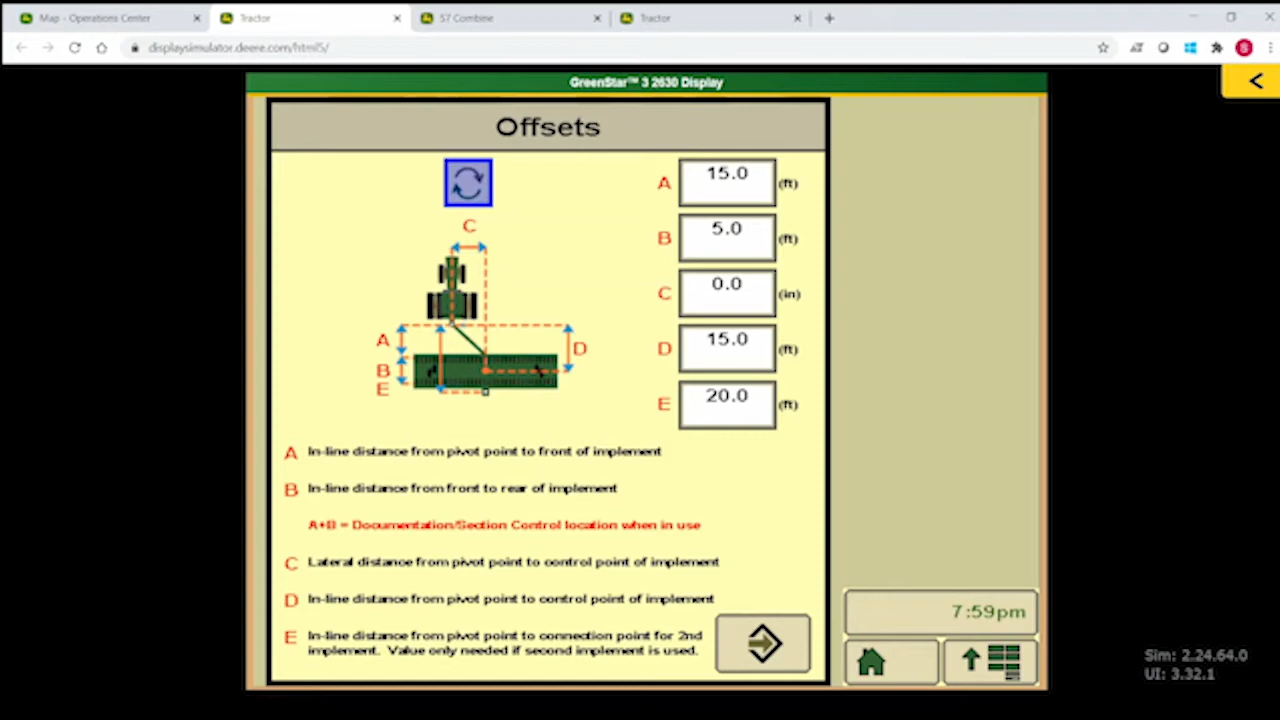 Map - Operations Center
Tractor
S7 Combine
Tractor
displaysimulator.deere.com/html5/
S
GreenStar™ 3 2630 Display
Offsets
A 15.0 (ft)
B 5.0 (ft)
C 0.0 (in)
D 15.0 (ft)
E 20.0 (ft)
C
A
B
E
D
A In-line distance from pivot point to front of implement
B In-line distance from front to rear of implement
A+B = Documentation/Section Control location when in use
C Lateral distance from pivot point to control point of implement
D In-line distance from pivot point to control point of implement
E In-line distance from pivot point to connection point for 2nd
implement. Value only needed if second implement is used.
7:59pm
Sim: 2.24.64.0
UI: 3.32.1